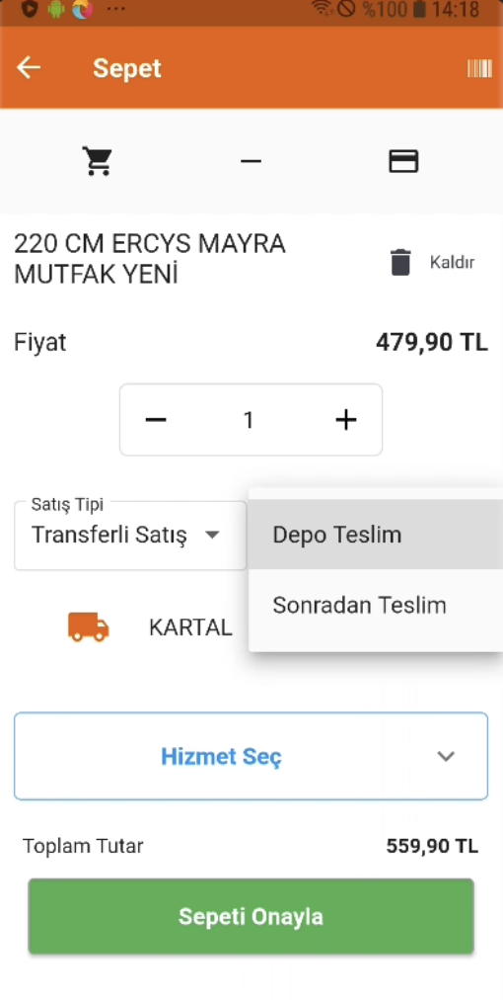 %100 14:18
Sepet
220 CM ERCYS MAYRA
MUTFAK YENİ
Kaldır
Fiyat
479,90 TL
1
Satış Tipi
Transferli Satış
Depo Teslim
Sonradan Teslim
KARTAL
Hizmet Seç
Toplam Tutar
559,90 TL
Sepeti Onayla